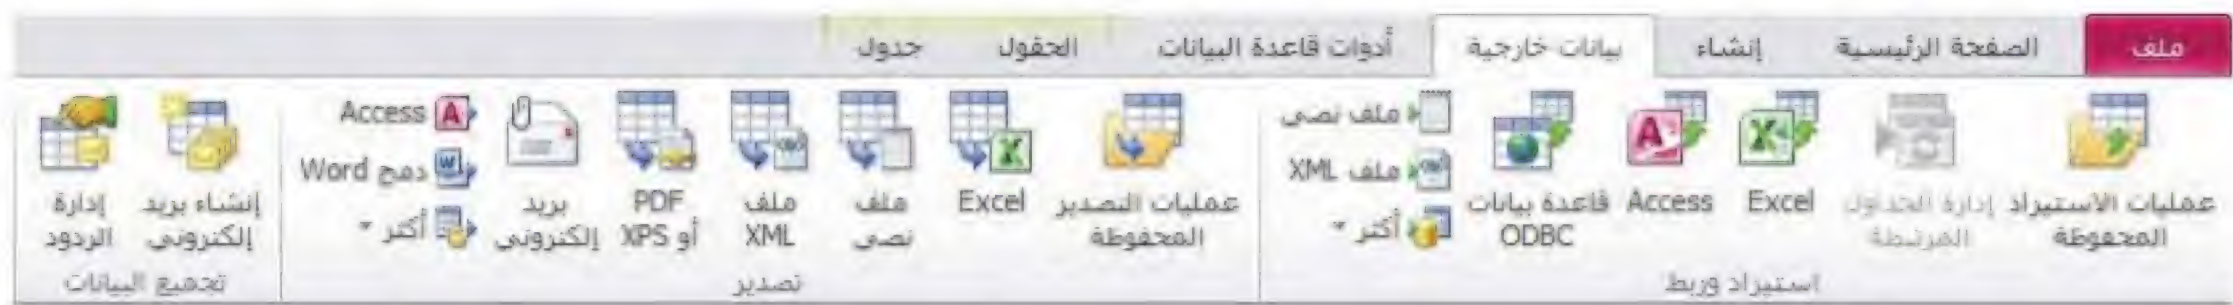 ملف
الصفحة الرئيسية
إنشاء
بيانات خارجية
أدوات قاعدة البيانات
الحقول
جدول
عمليات الاستيراد
المحفوظة
إدارة الجداول
المرتبطة
Excel
Access
قاعدة بيانات
ODBC
ملف نصي
ملف XML
أكثر
استيراد وربط
عمليات التصدير
المحفوظة
Excel
ملف
نصي
ملف
XML
PDF
أو XPS
بريد
إلكتروني
Access
دمج Word
أكثر
تصدير
إنشاء بريد
إلكتروني
إدارة
الردود
تجميع البيانات